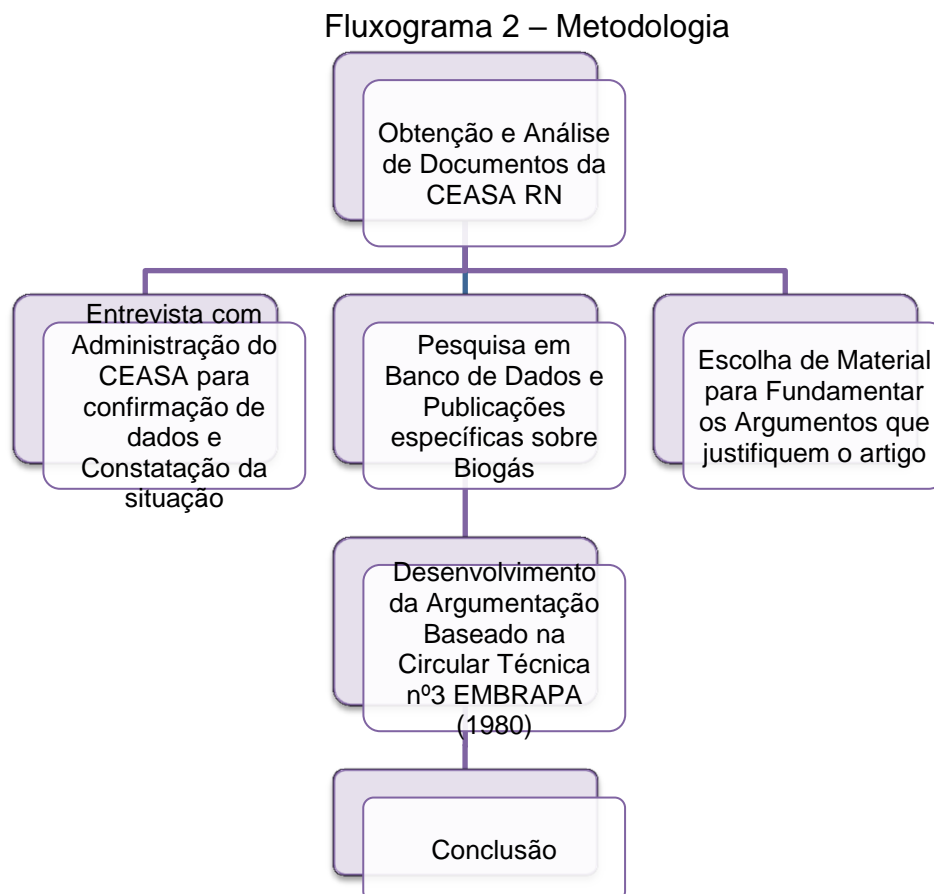 Fluxograma 2 – Metodologia
Obtenção e Análise
de Documentos da
CEASA RN
Entrevista com
Administração do
CEASA para
confirmação de
dados e
Constatação da
situação
Pesquisa em
Banco de Dados e
Publicações
específicas sobre
Biogás
Escolha de Material
para Fundamentar
os Argumentos que
justifiquem o artigo
Desenvolvimento
da Argumentação
Baseado na
Circular Técnica
nº3 EMBRAPA
(1980)
Conclusão